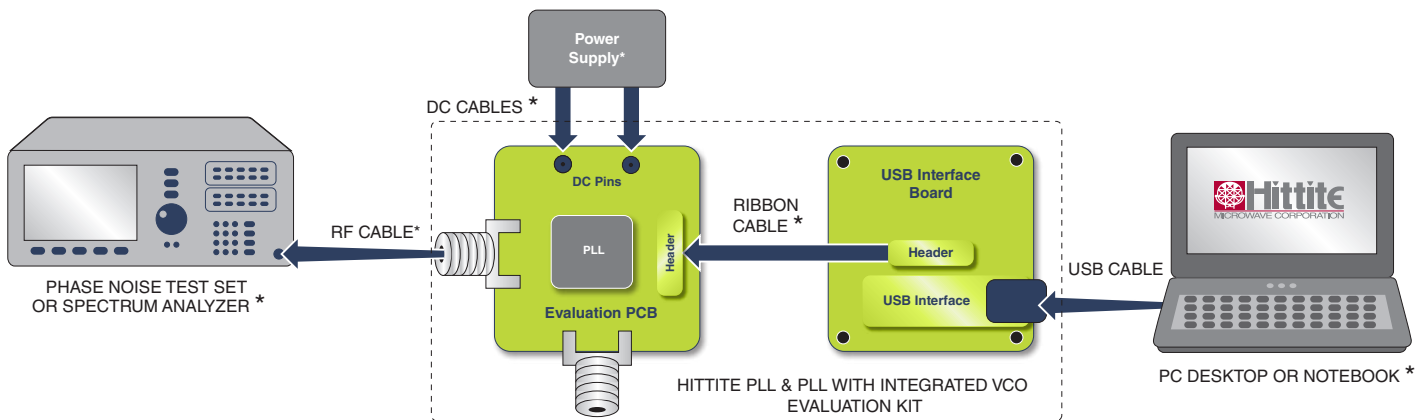 Power
Supply*
DC CABLES *
DC Pins
USB Interface
Board
Hittite
MICROWAVE CORPORATION
RIBBON
CABLE *
RF CABLE*
PLL
Header
Header
USB CABLE
PHASE NOISE TEST SET
OR SPECTRUM ANALYZER *
USB Interface
Evaluation PCB
PC DESKTOP OR NOTEBOOK *
HITTITE PLL & PLL WITH INTEGRATED VCO
EVALUATION KIT